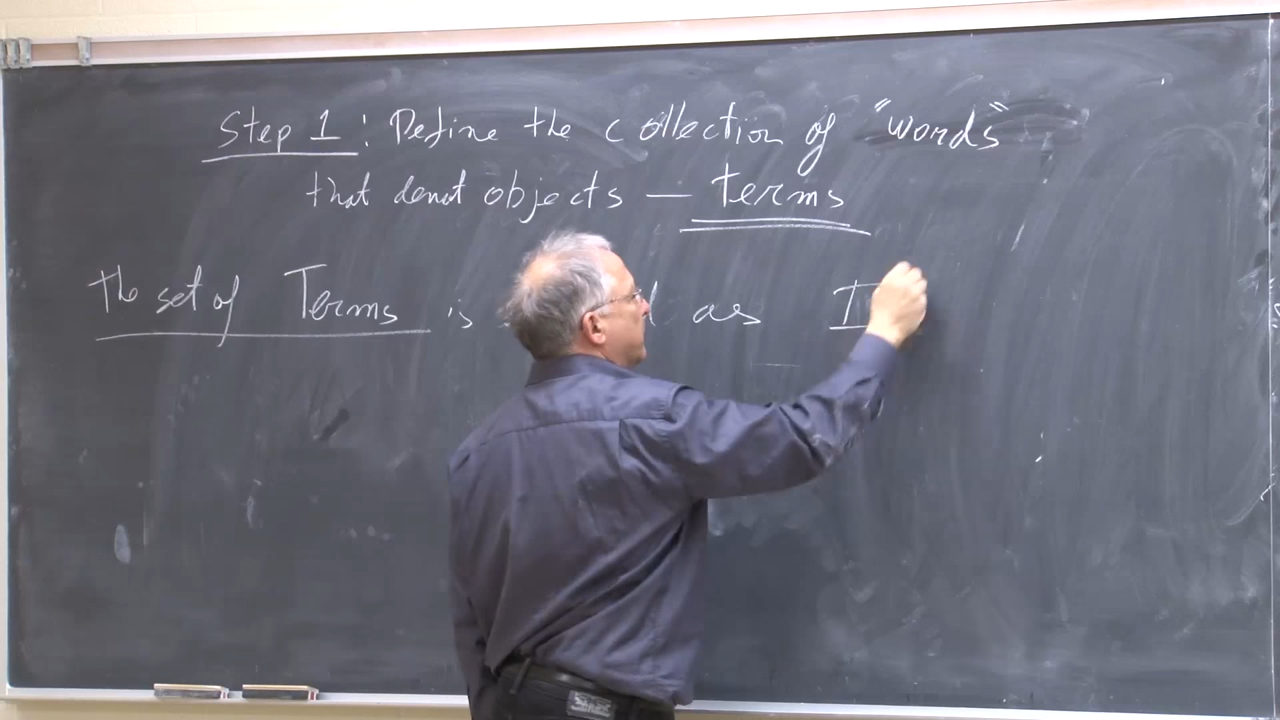 Step 1: Define the collection of "words"
that denot objects — terms
the set of Terms is as I